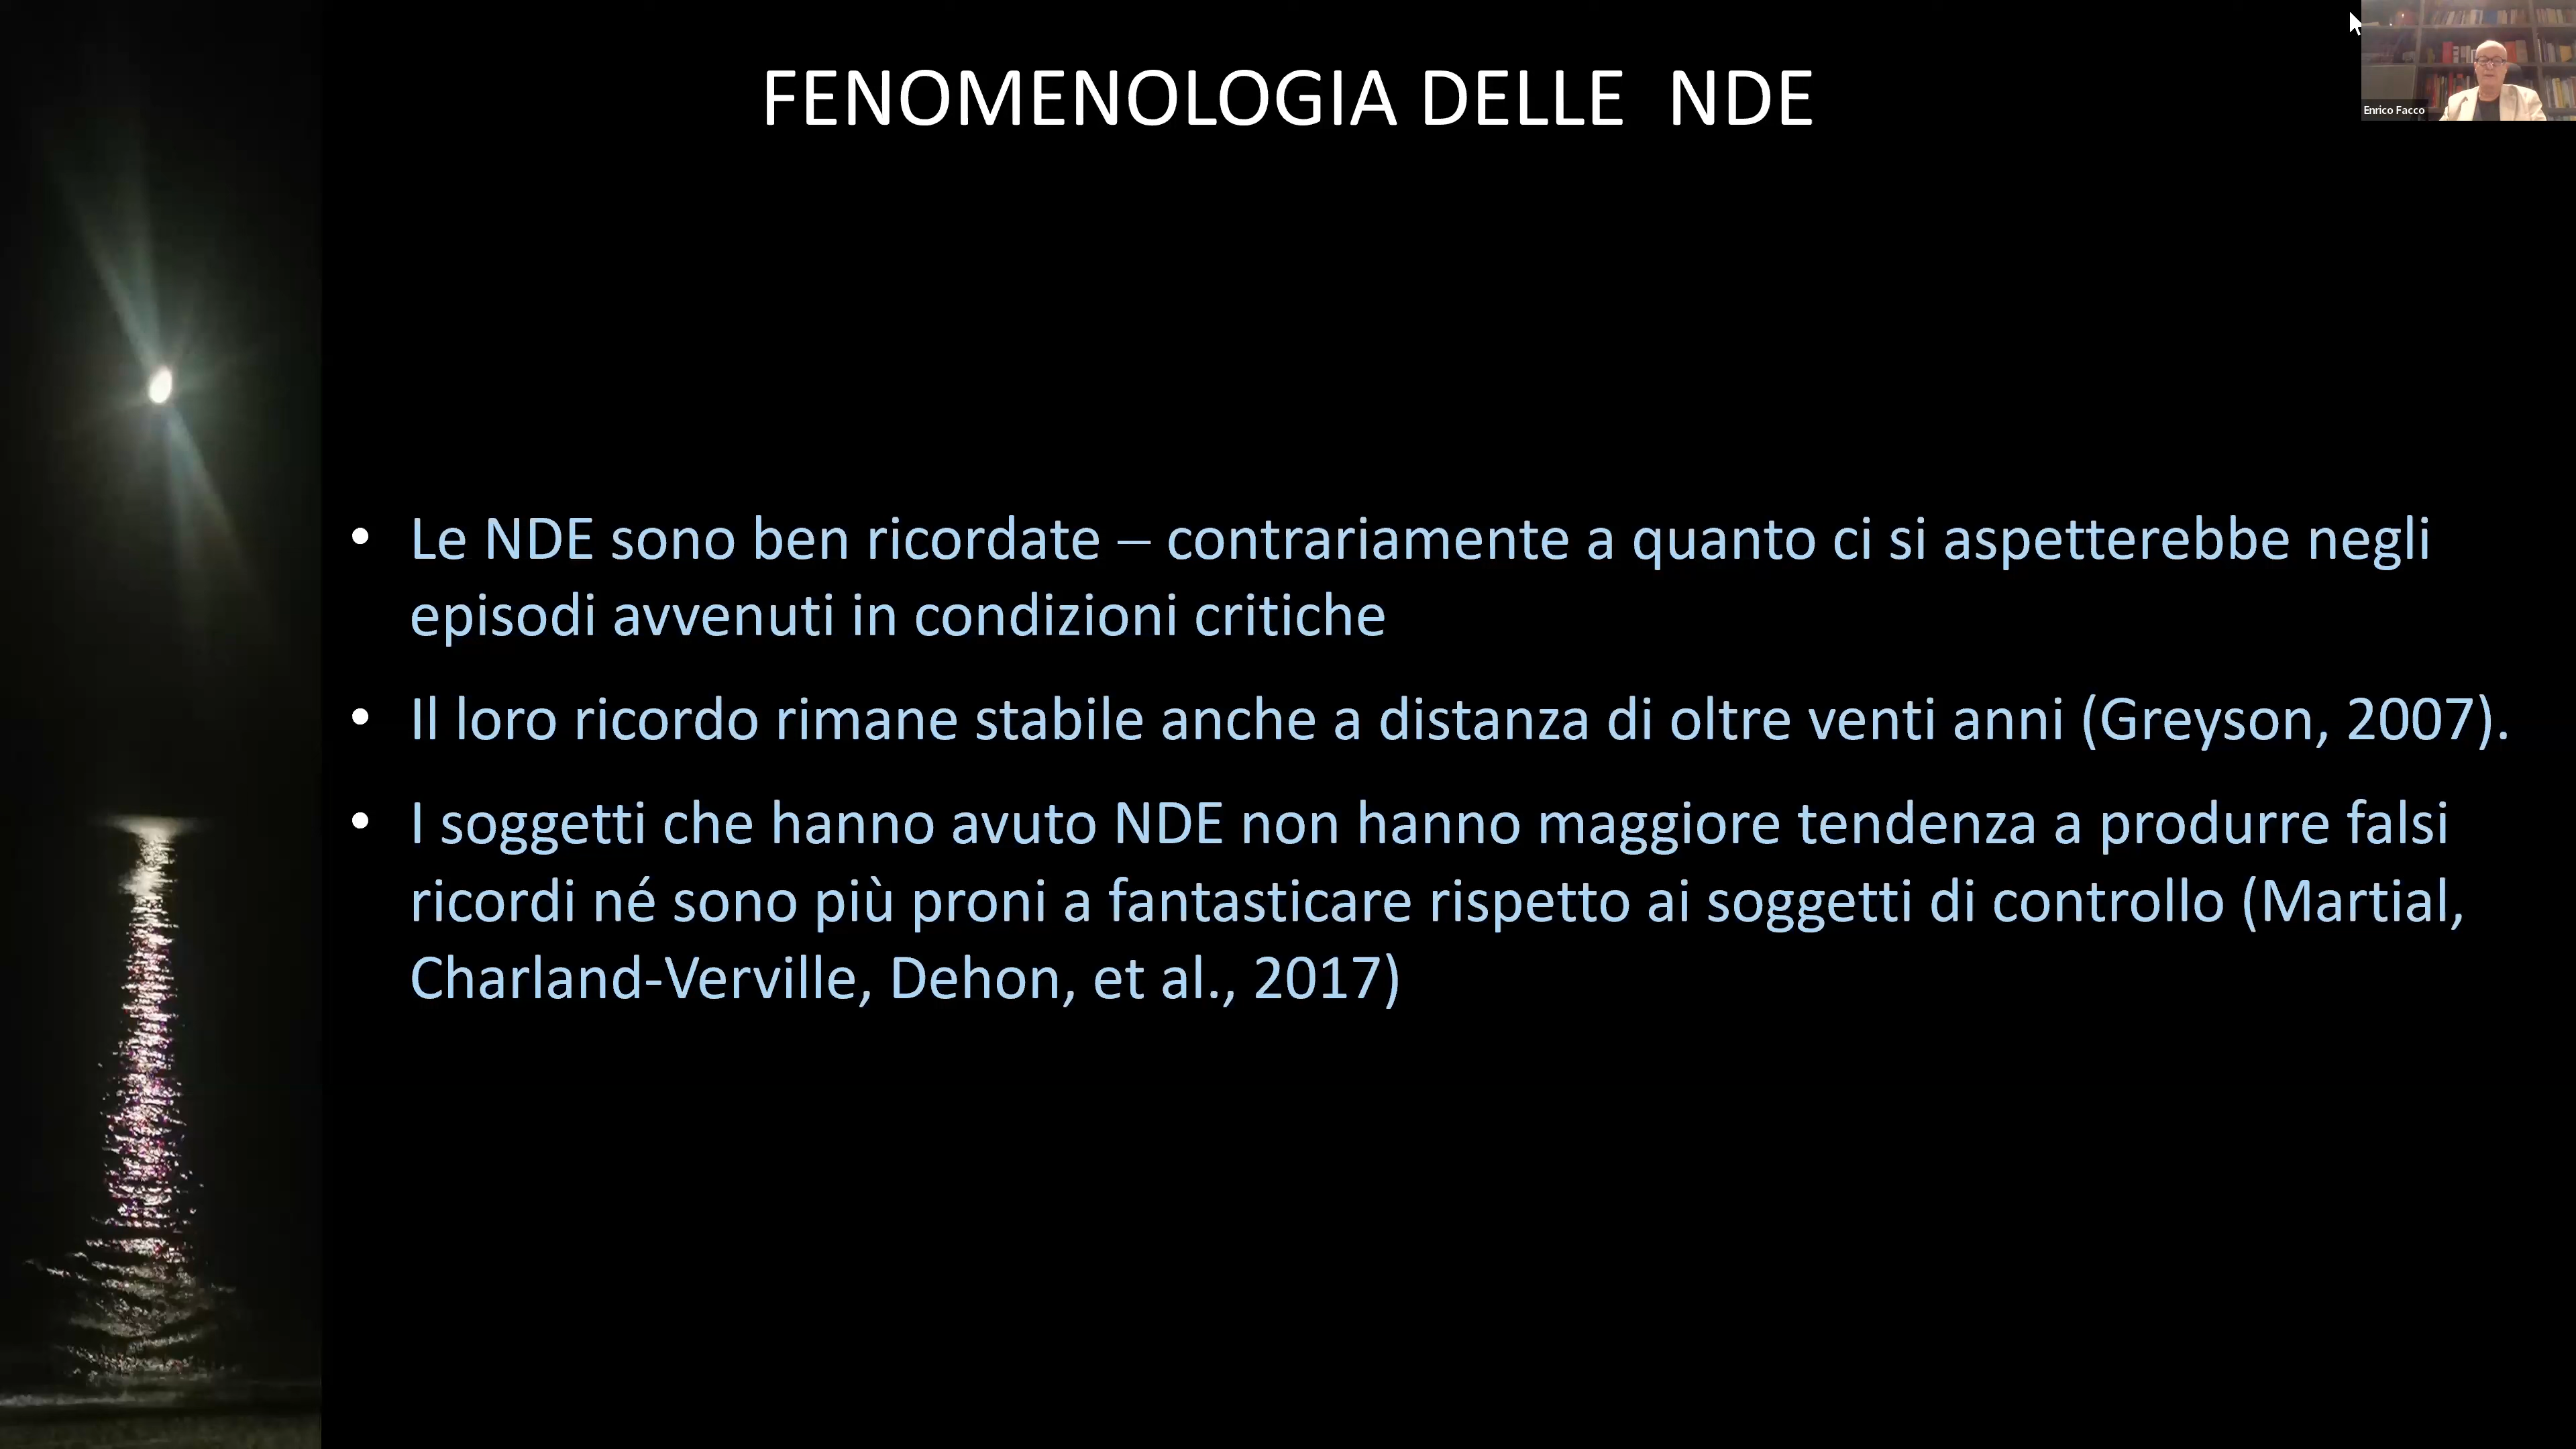 FENOMENOLOGIA DELLE  NDE
Enrico Facco
• Le NDE sono ben ricordate – contrariamente a quanto ci si aspetterebbe negli
episodi avvenuti in condizioni critiche
• Il loro ricordo rimane stabile anche a distanza di oltre venti anni (Greyson, 2007).
• I soggetti che hanno avuto NDE non hanno maggiore tendenza a produrre falsi
ricordi né sono più proni a fantasticare rispetto ai soggetti di controllo (Martial,
Charland-Verville, Dehon, et al., 2017)